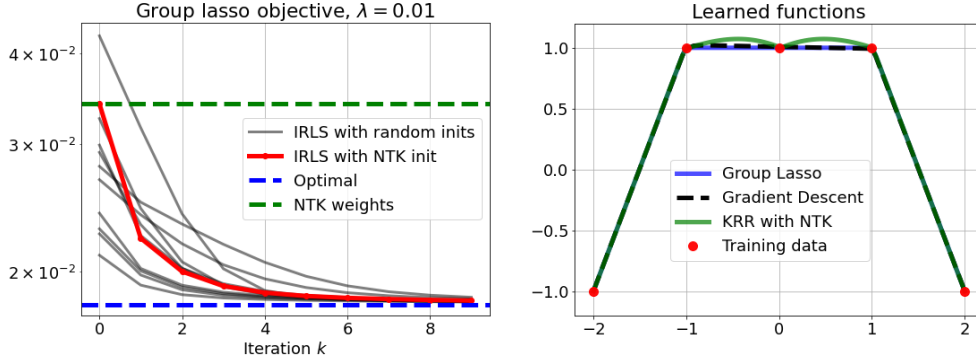 Group lasso objective, λ = 0.01
4 × 10⁻²
3 × 10⁻²
2 × 10⁻²
IRLS with random inits
IRLS with NTK init
Optimal
NTK weights
0 2 4 6 8
Iteration k
Learned functions
1.0
0.5
0.0
−0.5
−1.0
Group Lasso
Gradient Descent
KRR with NTK
Training data
−2 −1 0 1 2